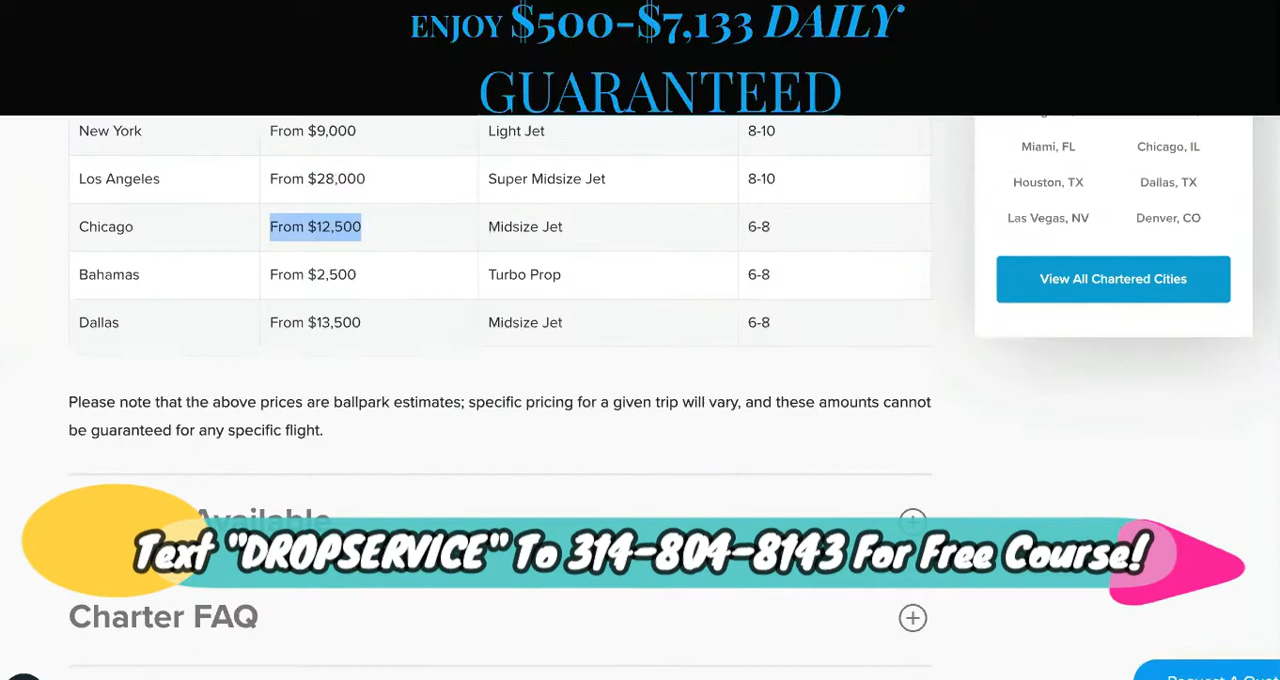 ENJOY $500-$7,133 DAILY
GUARANTEED
New York From $9,000 Light Jet 8-10
Los Angeles From $28,000 Super Midsize Jet 8-10
Chicago From $12,500 Midsize Jet 6-8
Bahamas From $2,500 Turbo Prop 6-8
Dallas From $13,500 Midsize Jet 6-8
Miami, FL Chicago, IL
Houston, TX Dallas, TX
Las Vegas, NV Denver, CO
View All Chartered Cities
Please note that the above prices are ballpark estimates; specific pricing for a given trip will vary, and these amounts cannot
be guaranteed for any specific flight.
Available
Text "DROPSERVICE" To 314-804-8143 For Free Course!
Charter FAQ
Request A Quot